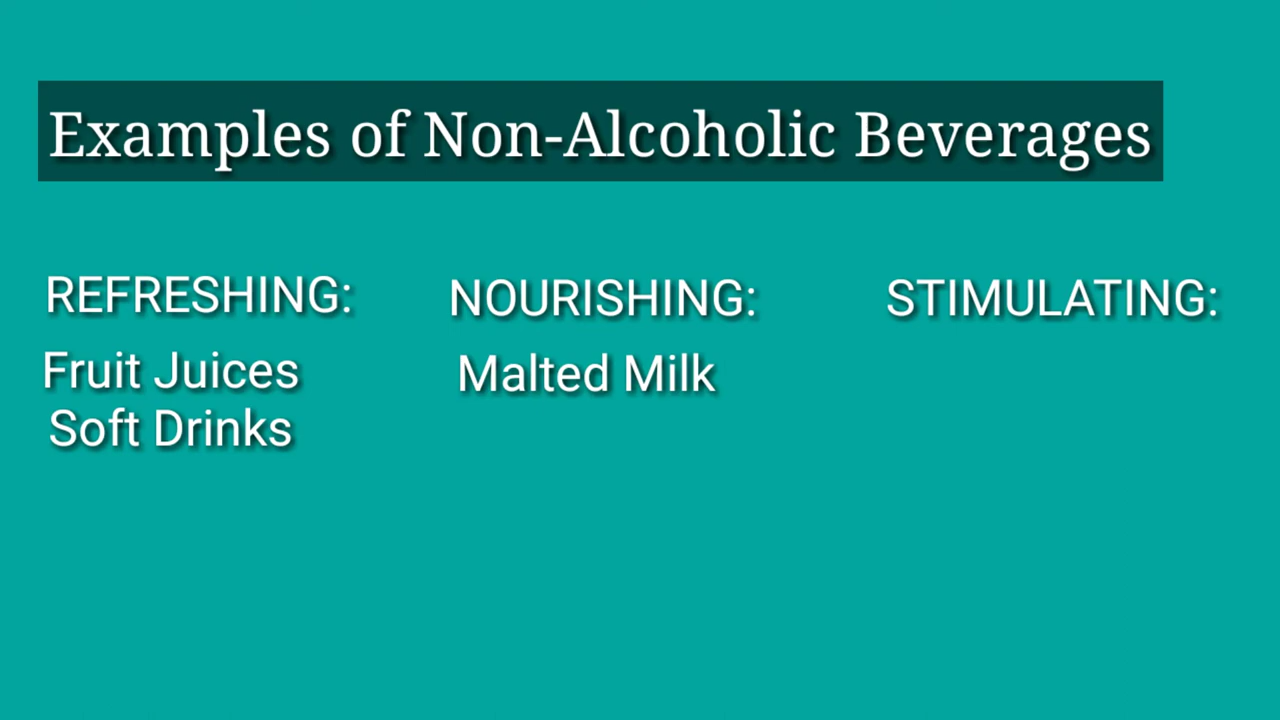 Examples of Non-Alcoholic Beverages
REFRESHING:
Fruit Juices
Soft Drinks
NOURISHING:
Malted Milk
STIMULATING: